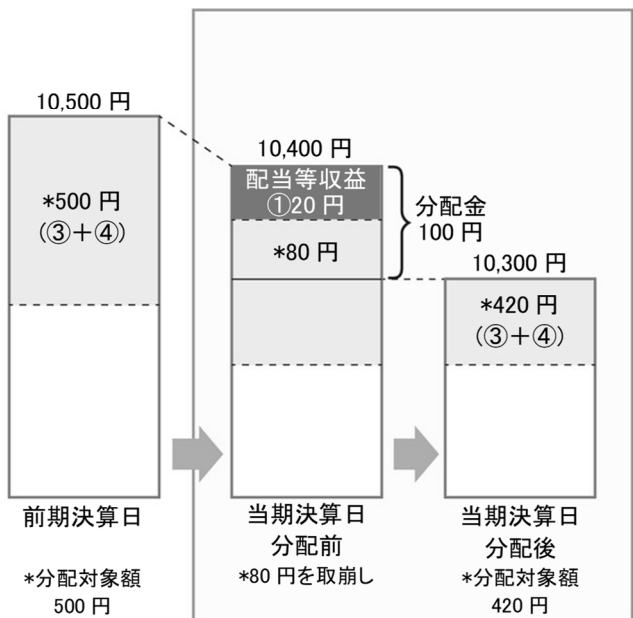 10,500 円
*500 円
(③+④)
前期決算日
*分配対象額
500 円
10,400 円
配当等収益
①20 円
*80 円
分配金
100 円
当期決算日
分配前
*80 円を取崩し
10,300 円
*420 円
(③+④)
当期決算日
分配後
*分配対象額
420 円